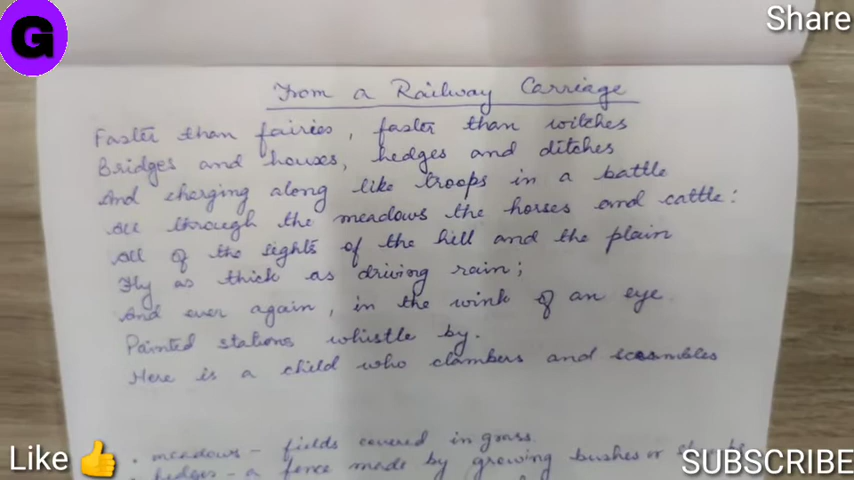 G
Share
From a Railway Carriage
Faster than fairies, faster than witches
Bridges and houses, hedges and ditches
And charging along like troops in a battle
All through the meadows the horses and cattle:
All of the sights of the hill and the plain
Fly as thick as driving rain;
And ever again, in the wink of an eye.
Painted stations whistle by.
Here is a child who clambers and scrambles
• meadows – fields covered in grass.
• hedges – a fence made by growing bushes or
Like 👍
SUBSCRIBE